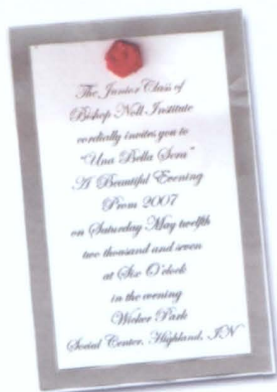 The Junior Class of
Bishop Noll Institute
cordially invites you to
"Una Bella Sera"
A Beautiful Evening
Prom 2007
on Saturday May twelfth
two thousand and seven
at Six O'clock
in the evening
Wicker Park
Social Center, Highland, IN